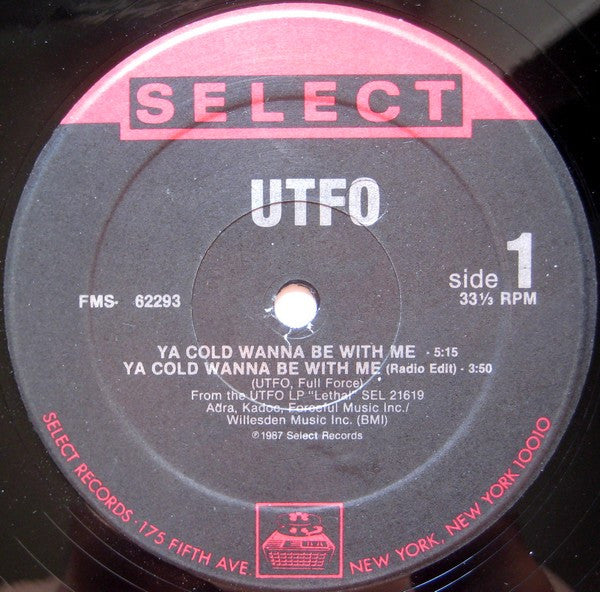 SELECT
UTFO
side 1
33⅓ RPM
FMS- 62293
YA COLD WANNA BE WITH ME - 5:15
YA COLD WANNA BE WITH ME (Radio Edit) - 3:50
(UTFO, Full Force)
From the UTFO LP "Lethal" SEL 21619
Adra, Kadoc, Forceful Music Inc./
Willesden Music Inc. (BMI)
℗1987 Select Records
SELECT RECORDS · 175 FIFTH AVE. NEW YORK, NEW YORK 10010